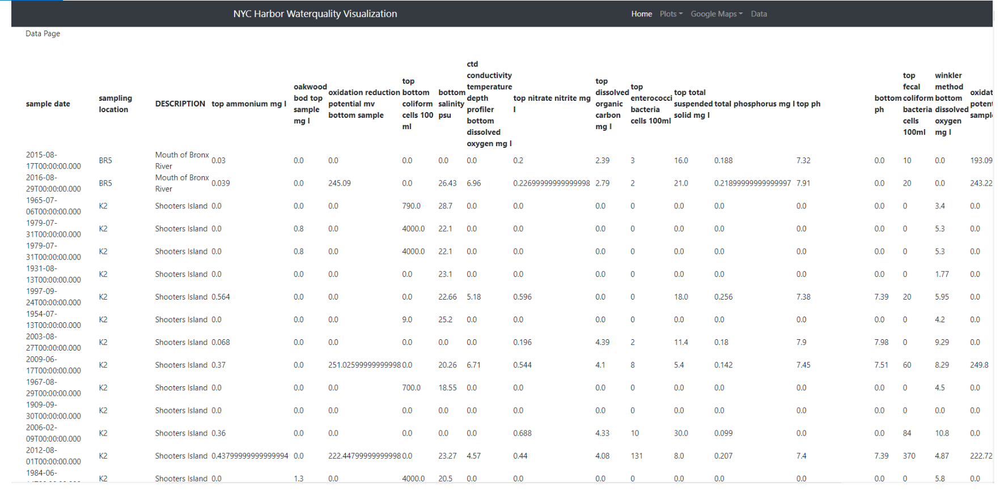 NYC Harbor Waterquality Visualization Home Plots Google Maps Data
Data Page
sample date
sampling
location
DESCRIPTION
top ammonium mg l
oakwood
bod top
sample
mg l
oxidation reduction
potential mv
bottom sample
top
bottom
coliform
cells 100
ml
bottom
salinity
psu
ctd
conductivity
temperature
depth
profiler
bottom
dissolved
oxygen mg l
top nitrate nitrite mg
l
top
dissolved
organic
carbon
mg l
top
enterococci
bacteria
cells 100ml
top total
suspended
solid mg l
total phosphorus mg l
top ph
bottom
ph
top
fecal
coliform
bacteria
cells
100ml
winkler
method
bottom
dissolved
oxygen
mg l
oxidat
poten
sampl
2015-08-
17T00:00:00.000 BR5 Mouth of Bronx
River 0.03 0.0 0.0 0.0 0.0 0.0 0.2 2.39 3 16.0 0.188 7.32 0.0 10 0.0 193.09
2016-08-
29T00:00:00.000 BR5 Mouth of Bronx
River 0.039 0.0 245.09 0.0 26.43 6.96 0.22699999999999998 2.79 2 21.0 0.21899999999999997 7.91 0.0 20 0.0 243.22
1965-07-
06T00:00:00.000 K2 Shooters Island 0.0 0.0 0.0 790.0 28.7 0.0 0.0 0.0 0 0.0 0.0 0.0 0.0 0 3.4 0.0
1979-07-
31T00:00:00.000 K2 Shooters Island 0.0 0.8 0.0 4000.0 22.1 0.0 0.0 0.0 0 0.0 0.0 0.0 0.0 0 5.3 0.0
1979-07-
31T00:00:00.000 K2 Shooters Island 0.0 0.8 0.0 4000.0 22.1 0.0 0.0 0.0 0 0.0 0.0 0.0 0.0 0 5.3 0.0
1931-08-
13T00:00:00.000 K2 Shooters Island 0.0 0.0 0.0 0.0 23.1 0.0 0.0 0.0 0 0.0 0.0 0.0 0.0 0 1.77 0.0
1997-09-
24T00:00:00.000 K2 Shooters Island 0.564 0.0 0.0 0.0 22.66 5.18 0.596 0.0 0 18.0 0.256 7.38 7.39 20 5.95 0.0
1954-07-
13T00:00:00.000 K2 Shooters Island 0.0 0.0 0.0 9.0 25.2 0.0 0.0 0.0 0 0.0 0.0 0.0 0.0 0 4.2 0.0
2003-08-
27T00:00:00.000 K2 Shooters Island 0.068 0.0 0.0 0.0 0.0 0.0 0.196 4.39 2 11.4 0.18 7.9 7.98 0 9.29 0.0
2009-06-
17T00:00:00.000 K2 Shooters Island 0.37 0.0 251.02599999999998 0.0 20.26 6.71 0.544 4.1 8 5.4 0.142 7.45 7.51 60 8.29 249.8
1967-08-
29T00:00:00.000 K2 Shooters Island 0.0 0.0 0.0 700.0 18.55 0.0 0.0 0.0 0 0.0 0.0 0.0 0.0 0 4.5 0.0
1909-09-
30T00:00:00.000 K2 Shooters Island 0.0 0.0 0.0 0.0 0.0 0.0 0.0 0.0 0 0.0 0.0 0.0 0.0 0 0.0 0.0
2006-02-
09T00:00:00.000 K2 Shooters Island 0.36 0.0 0.0 0.0 0.0 0.0 0.688 4.33 10 30.0 0.099 0.0 0.0 84 10.8 0.0
2012-08-
01T00:00:00.000 K2 Shooters Island 0.43799999999999994 0.0 222.44799999999998 0.0 23.27 4.57 0.44 4.08 131 8.0 0.207 7.4 7.39 370 4.87 222.72
1984-06-
K2 Shooters Island 0.0 1.3 0.0 4000.0 20.5 0.0 0.0 0.0 0 0.0 0.0 0.0 0.0 0 5.8 0.0